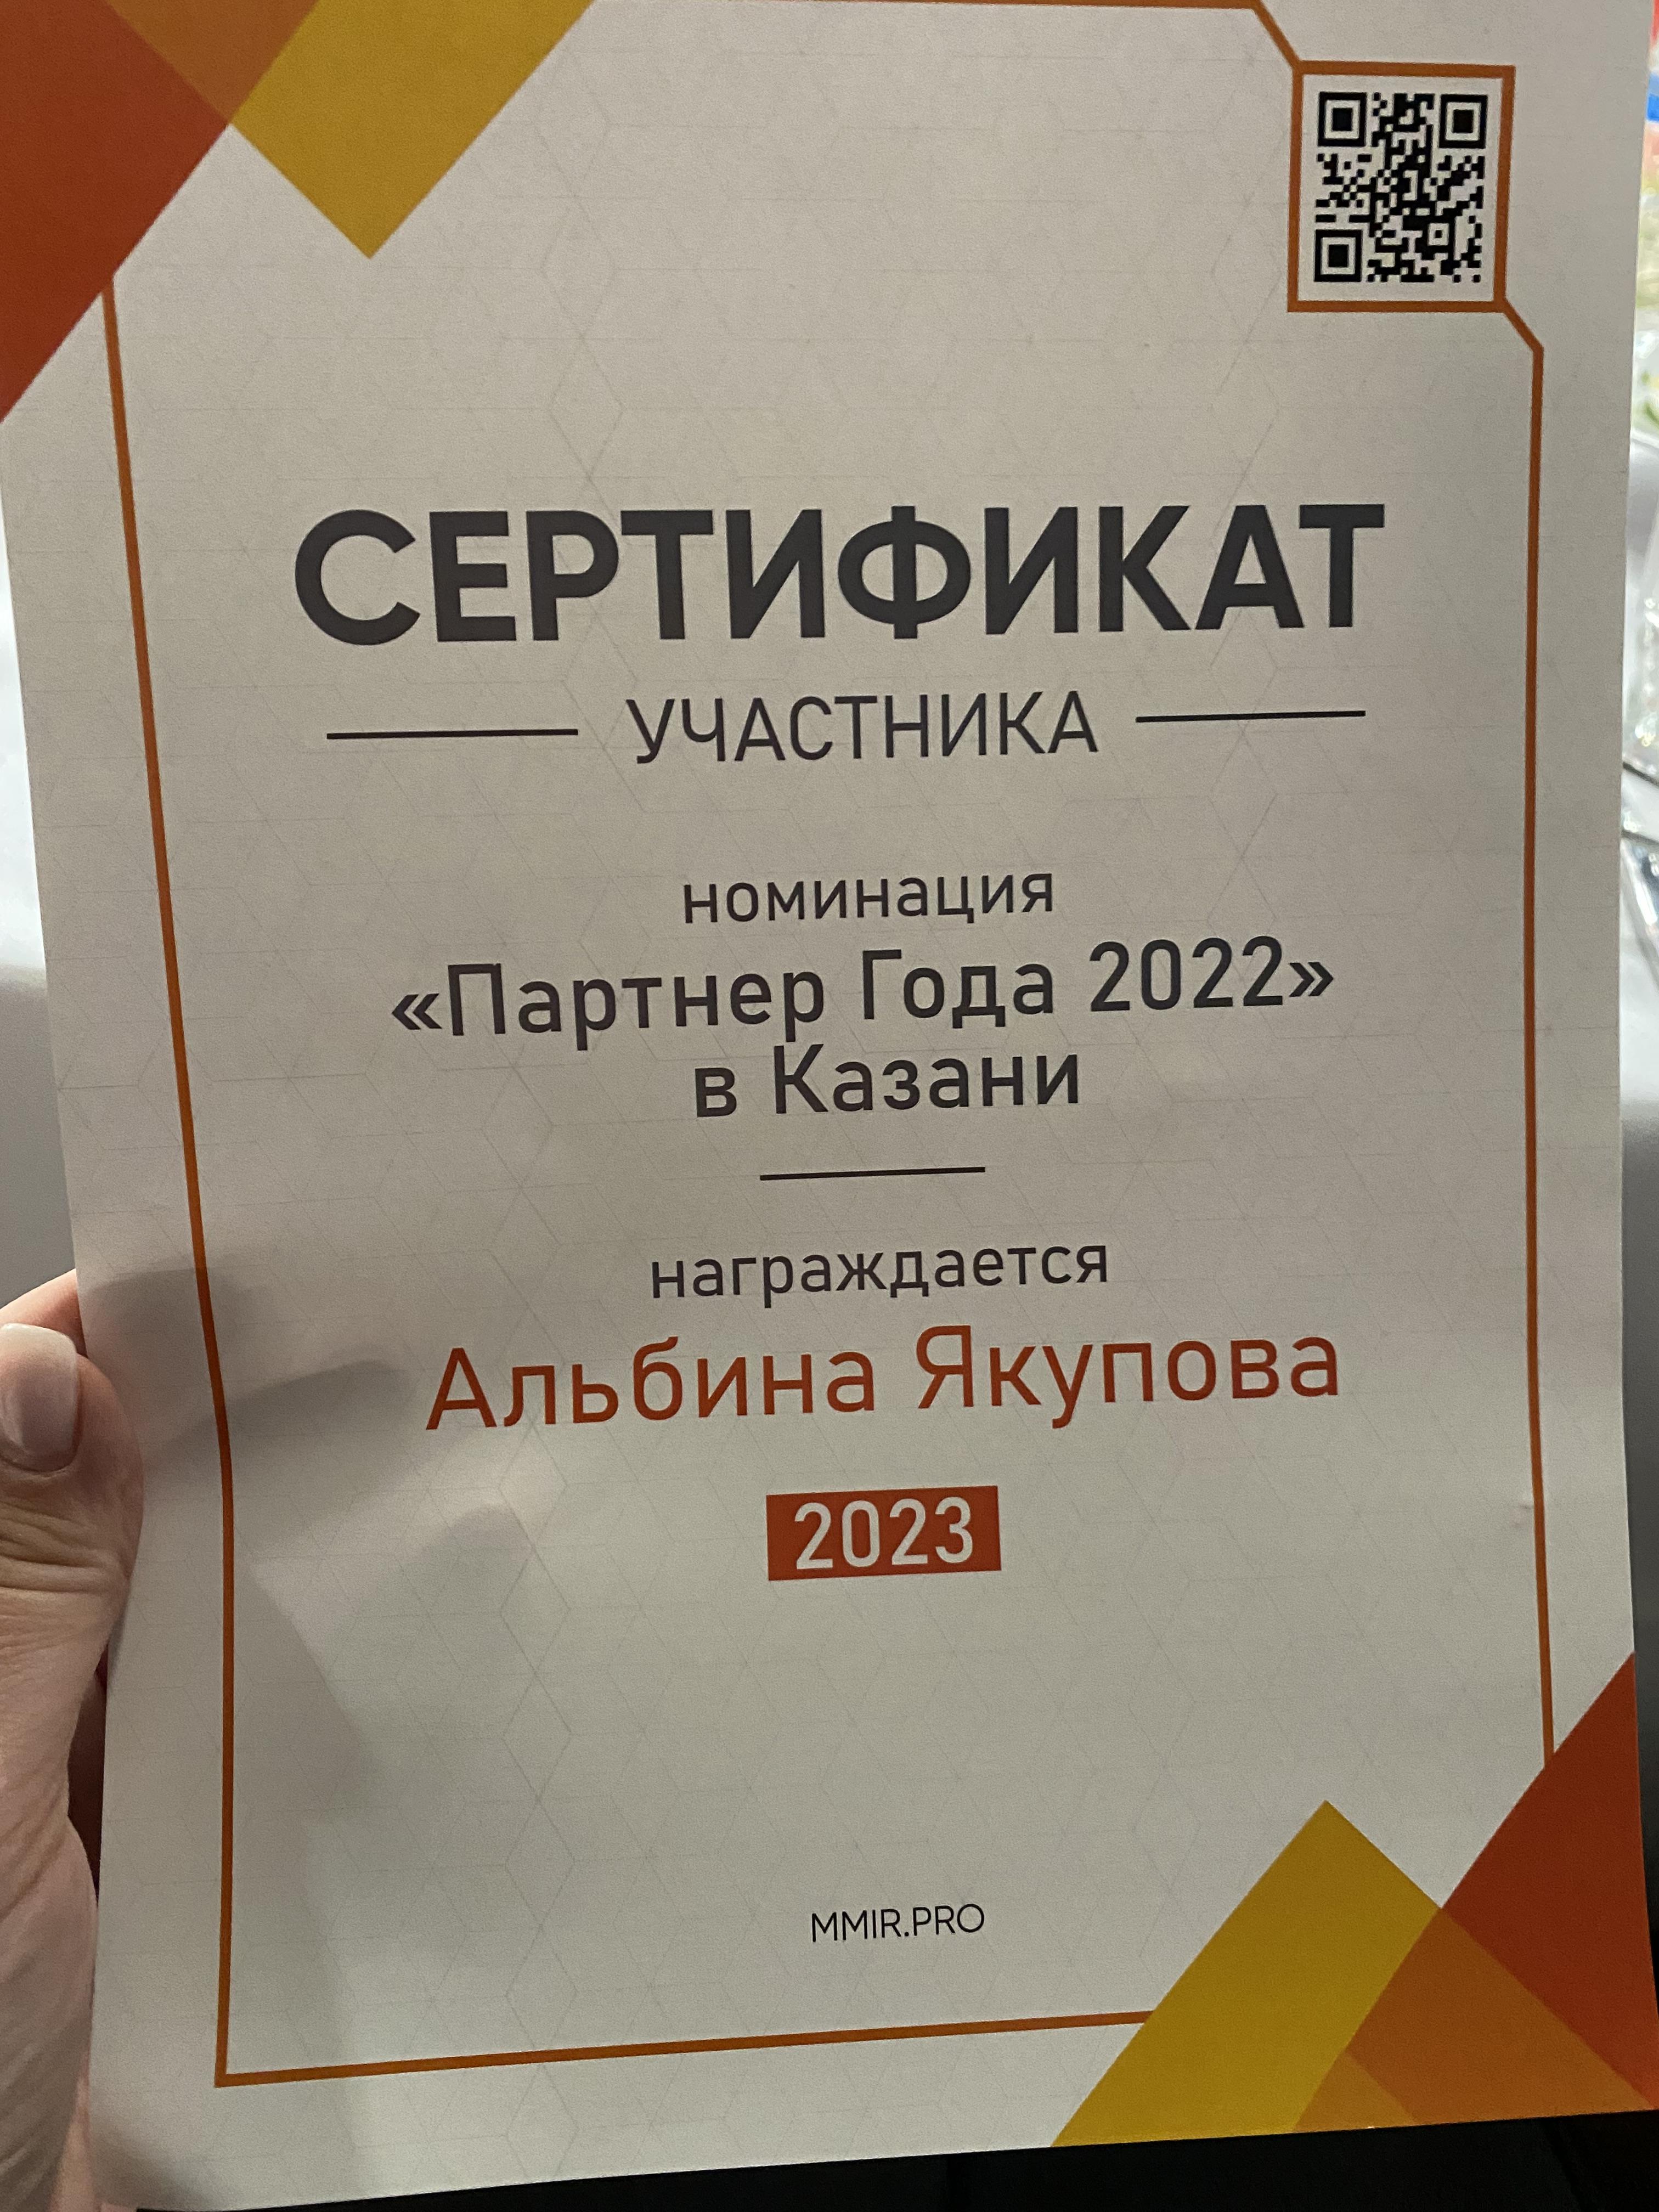 СЕРТИФИКАТ
УЧАСТНИКА
номинация
«Партнер Года 2022»
в Казани
награждается
Альбина Якупова
2023
MMIR.PRO